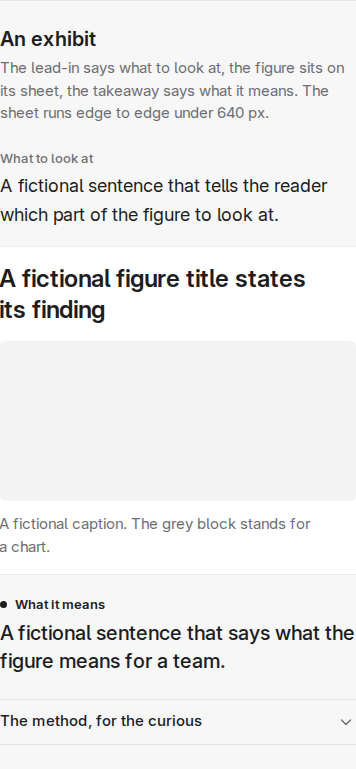 An exhibit
The lead-in says what to look at, the figure sits on
its sheet, the takeaway says what it means. The
sheet runs edge to edge under 640 px.
What to look at
A fictional sentence that tells the reader
which part of the figure to look at.
A fictional figure title states
its finding
A fictional caption. The grey block stands for
a chart.
What it means
A fictional sentence that says what the
figure means for a team.
The method, for the curious